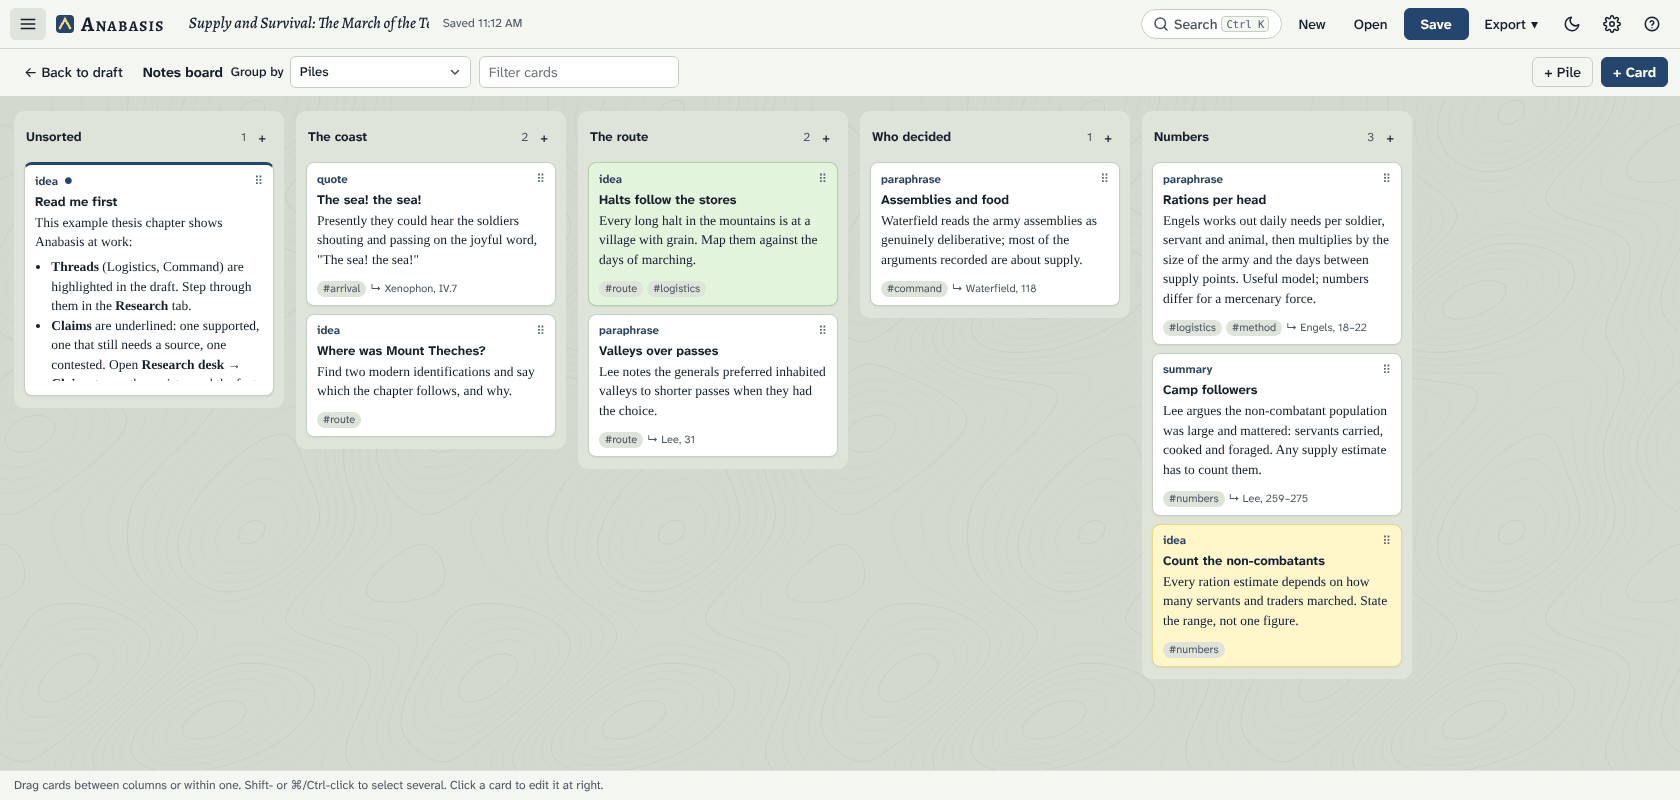 ANABASIS
Supply and Survival: The March of the Te
Saved 11:12 AM
Search Ctrl K
New
Open
Save
Export ▾
← Back to draft
Notes board
Group by
Piles
Filter cards
+ Pile
+ Card
Unsorted 1 +
idea
Read me first
This example thesis chapter shows
Anabasis at work:
• Threads (Logistics, Command) are
highlighted in the draft. Step through
them in the Research tab.
• Claims are underlined: one supported,
one that still needs a source, one
contested. Open Research desk →
The coast 2 +
quote
The sea! the sea!
Presently they could hear the soldiers
shouting and passing on the joyful word,
"The sea! the sea!"
#arrival ↪ Xenophon, IV.7
idea
Where was Mount Theches?
Find two modern identifications and say
which the chapter follows, and why.
#route
The route 2 +
idea
Halts follow the stores
Every long halt in the mountains is at a
village with grain. Map them against the
days of marching.
#route #logistics
paraphrase
Valleys over passes
Lee notes the generals preferred inhabited
valleys to shorter passes when they had
the choice.
#route ↪ Lee, 31
Who decided 1 +
paraphrase
Assemblies and food
Waterfield reads the army assemblies as
genuinely deliberative; most of the
arguments recorded are about supply.
#command ↪ Waterfield, 118
Numbers 3 +
paraphrase
Rations per head
Engels works out daily needs per soldier,
servant and animal, then multiplies by the
size of the army and the days between
supply points. Useful model; numbers
differ for a mercenary force.
#logistics #method ↪ Engels, 18–22
summary
Camp followers
Lee argues the non-combatant population
was large and mattered: servants carried,
cooked and foraged. Any supply estimate
has to count them.
#numbers ↪ Lee, 259–275
idea
Count the non-combatants
Every ration estimate depends on how
many servants and traders marched. State
the range, not one figure.
#numbers
Drag cards between columns or within one. Shift- or ⌘/Ctrl-click to select several. Click a card to edit it at right.